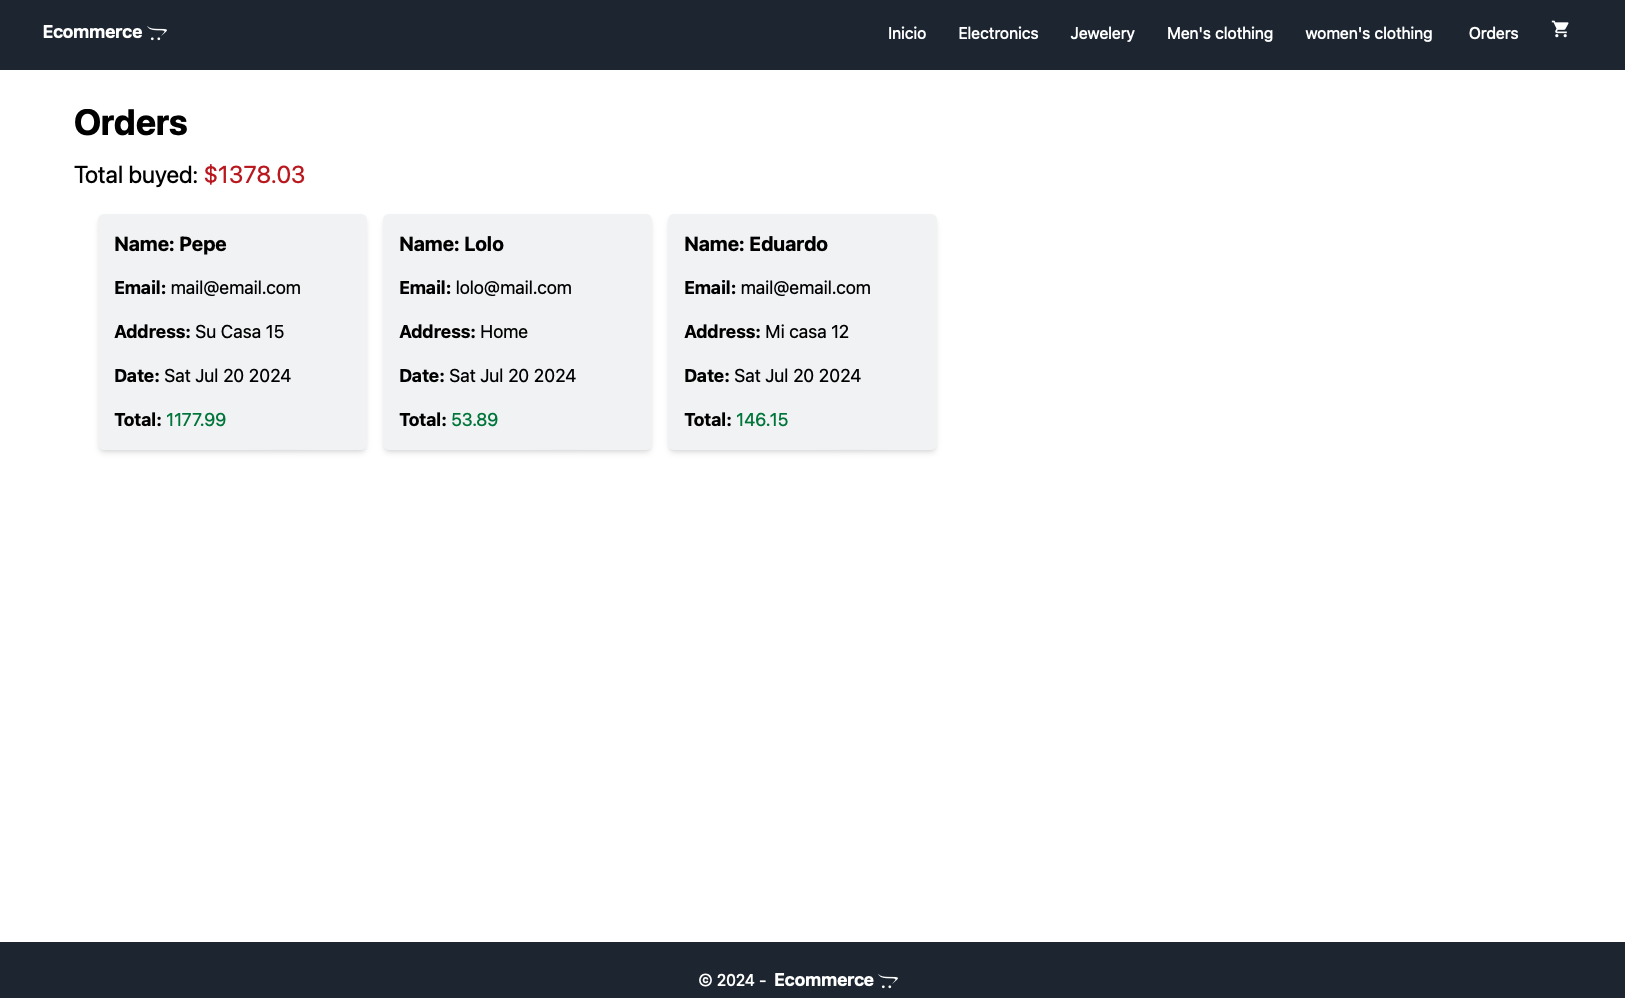 Ecommerce
Inicio Electronics Jewelery Men's clothing women's clothing Orders
Orders
Total buyed: $1378.03
Name: Pepe
Email: mail@email.com
Address: Su Casa 15
Date: Sat Jul 20 2024
Total: 1177.99
Name: Lolo
Email: lolo@mail.com
Address: Home
Date: Sat Jul 20 2024
Total: 53.89
Name: Eduardo
Email: mail@email.com
Address: Mi casa 12
Date: Sat Jul 20 2024
Total: 146.15
© 2024 - Ecommerce